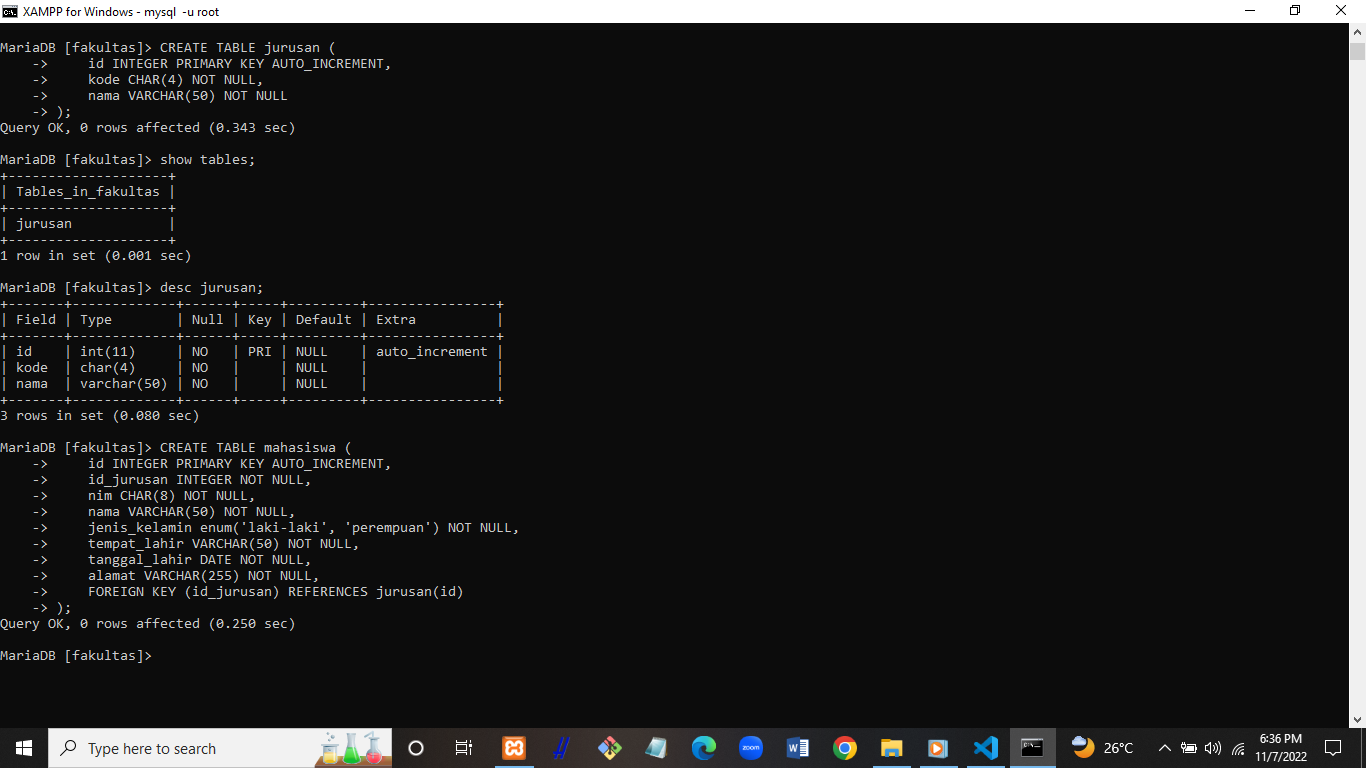 XAMPP for Windows - mysql  -u root
MariaDB [fakultas]> CREATE TABLE jurusan (
    ->     id INTEGER PRIMARY KEY AUTO_INCREMENT,
    ->     kode CHAR(4) NOT NULL,
    ->     nama VARCHAR(50) NOT NULL
    -> );
Query OK, 0 rows affected (0.343 sec)
MariaDB [fakultas]> show tables;
+--------------------+
| Tables_in_fakultas |
+--------------------+
| jurusan            |
+--------------------+
1 row in set (0.001 sec)
MariaDB [fakultas]> desc jurusan;
+-------+-------------+------+-----+---------+----------------+
| Field | Type        | Null | Key | Default | Extra          |
+-------+-------------+------+-----+---------+----------------+
| id    | int(11)     | NO   | PRI | NULL    | auto_increment |
| kode  | char(4)     | NO   |     | NULL    |                |
| nama  | varchar(50) | NO   |     | NULL    |                |
+-------+-------------+------+-----+---------+----------------+
3 rows in set (0.080 sec)
MariaDB [fakultas]> CREATE TABLE mahasiswa (
    ->     id INTEGER PRIMARY KEY AUTO_INCREMENT,
    ->     id_jurusan INTEGER NOT NULL,
    ->     nim CHAR(8) NOT NULL,
    ->     nama VARCHAR(50) NOT NULL,
    ->     jenis_kelamin enum('laki-laki', 'perempuan') NOT NULL,
    ->     tempat_lahir VARCHAR(50) NOT NULL,
    ->     tanggal_lahir DATE NOT NULL,
    ->     alamat VARCHAR(255) NOT NULL,
    ->     FOREIGN KEY (id_jurusan) REFERENCES jurusan(id)
    -> );
Query OK, 0 rows affected (0.250 sec)
MariaDB [fakultas]>
Type here to search
zoom
26°C
6:36 PM
11/7/2022